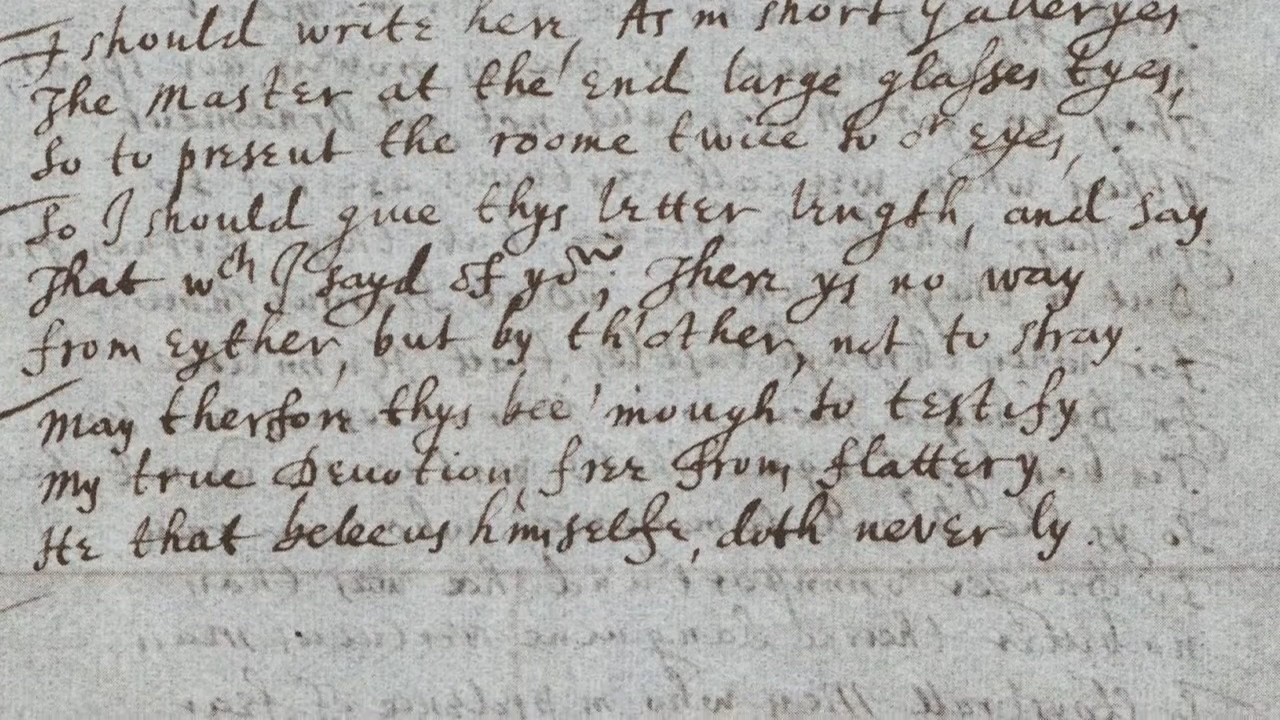 I should write here, As in short Galleryes
The Master at the end large glasses tyes,
So to present the roome twice to or eyes,
So I should giue thys letter length, and say
That wch I sayd of yow; There ys no way
from eyther, but by th'other, not to stray.
May therfore thys bee 'inough to testify
My true Deuotion, free from flattery.
He that beleeus himselfe, doth never ly.